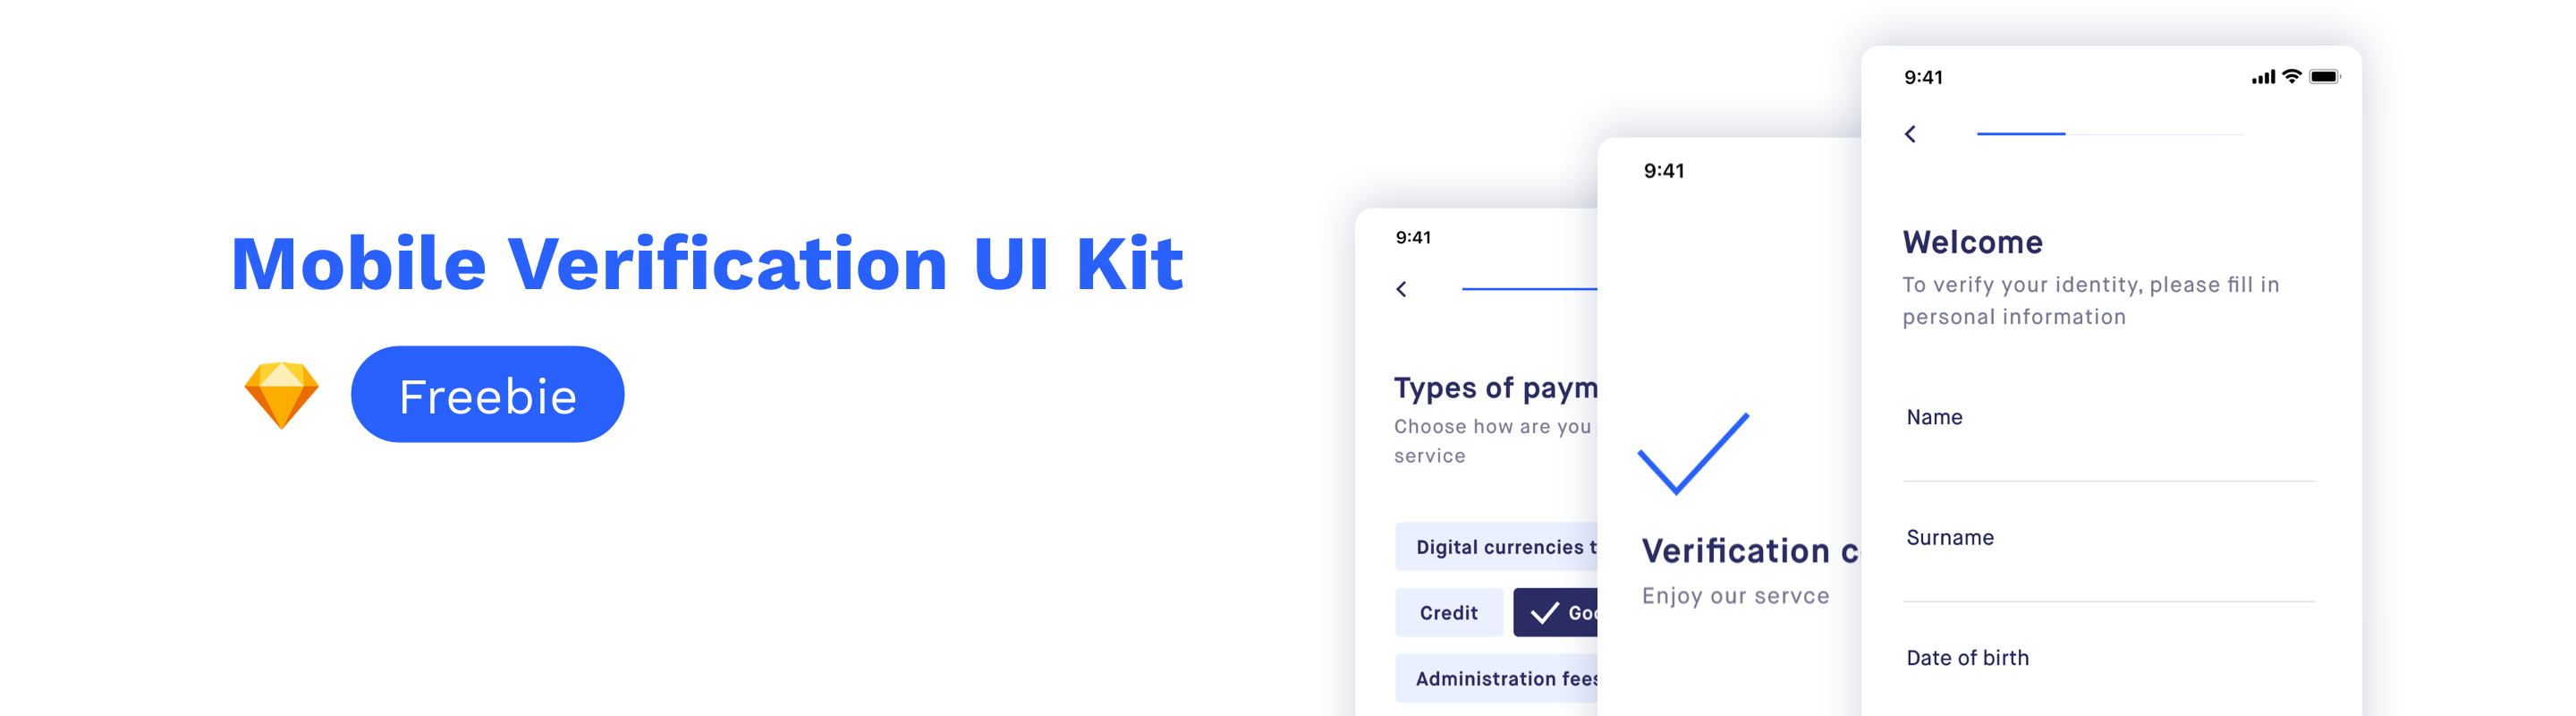 Mobile Verification UI Kit
Freebie
9:41
Types of paym
Choose how are you
service
Digital currencies t
Credit
Goo
Administration fees
9:41
Verification c
Enjoy our servce
9:41
Welcome
To verify your identity, please fill in
personal information
Name
Surname
Date of birth